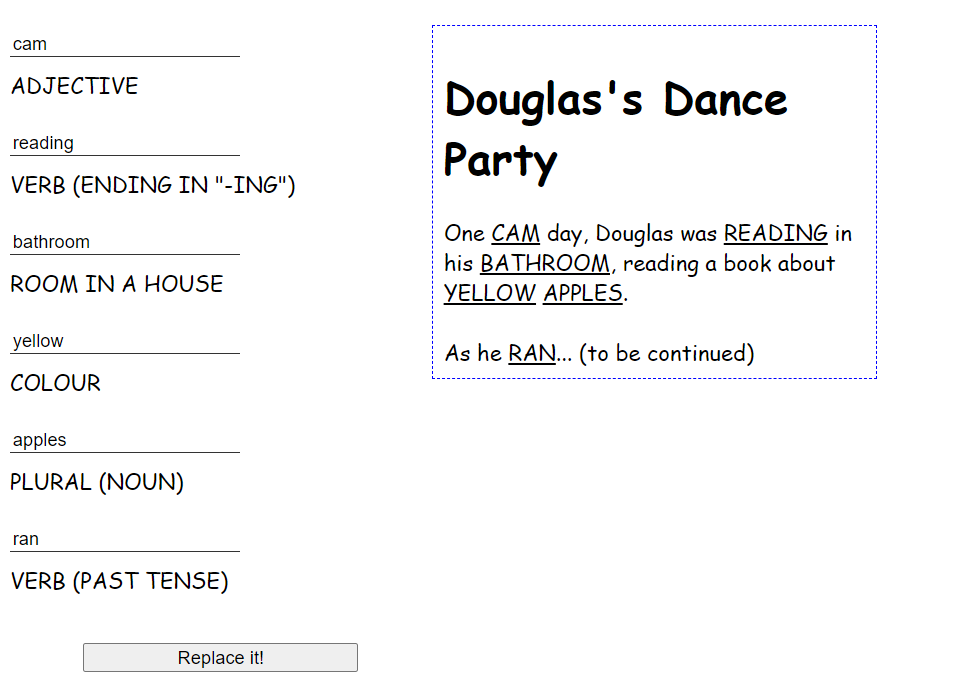 cam
ADJECTIVE
reading
VERB (ENDING IN "-ING")
bathroom
ROOM IN A HOUSE
yellow
COLOUR
apples
PLURAL (NOUN)
ran
VERB (PAST TENSE)
Replace it!
Douglas's Dance
Party
One CAM day, Douglas was READING in
his BATHROOM, reading a book about
YELLOW APPLES.
As he RAN... (to be continued)